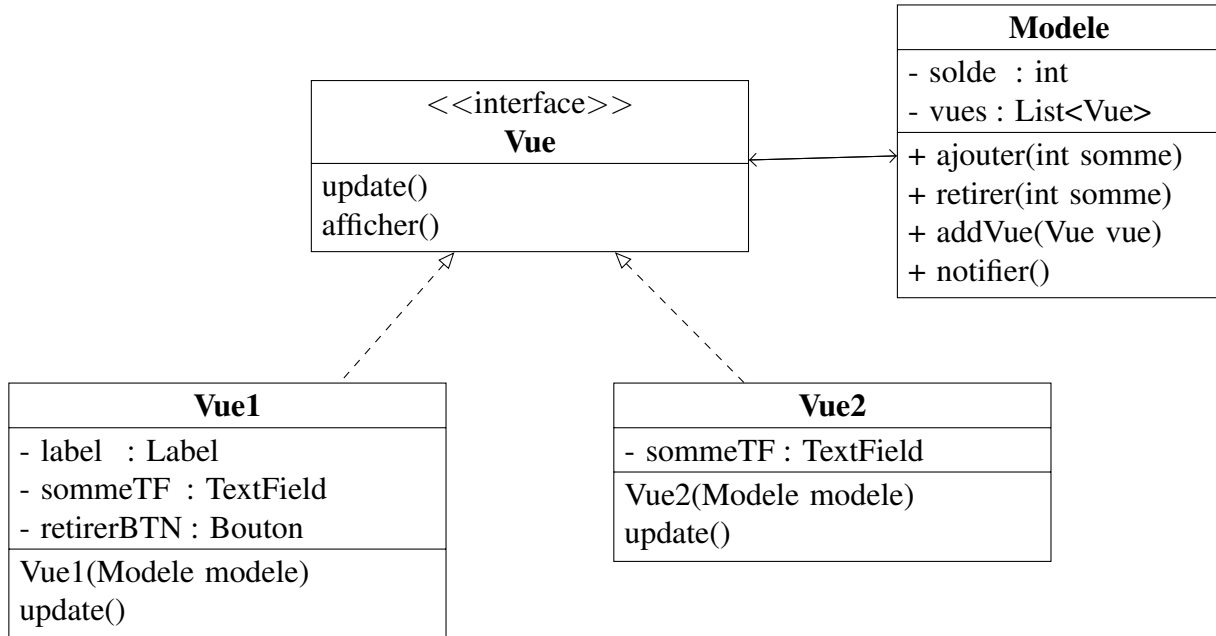 <<interface>>
Vue
update()
afficher()
Modele
- solde : int
- vues : List<Vue>
+ ajouter(int somme)
+ retirer(int somme)
+ addVue(Vue vue)
+ notifier()
Vue1
- label : Label
- sommeTF : TextField
- retirerBTN : Bouton
Vue1(Modele modele)
update()
Vue2
- sommeTF : TextField
Vue2(Modele modele)
update()